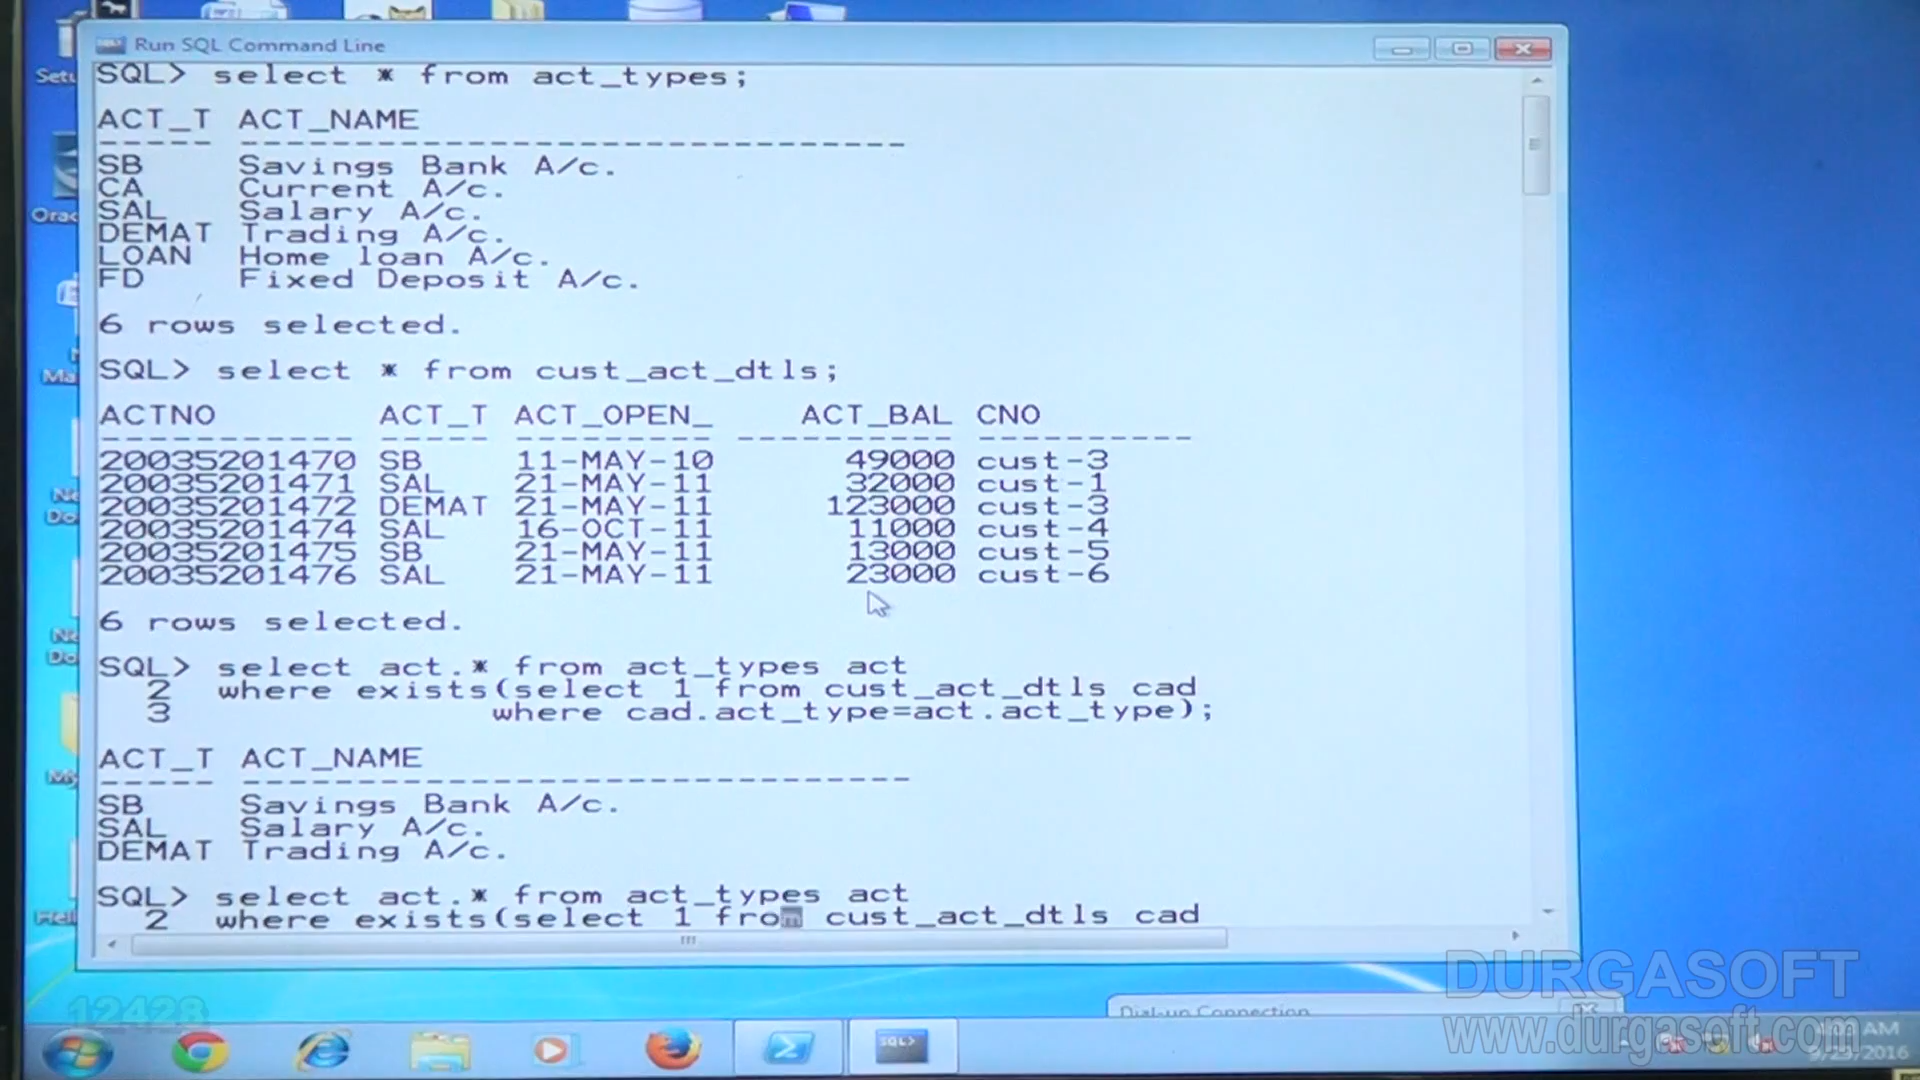 Run SQL Command Line
SQL> select * from act_types;
ACT_T ACT_NAME
----- ------------------------------
SB Savings Bank A/c.
CA Current A/c.
SAL Salary A/c.
DEMAT Trading A/c.
LOAN Home loan A/c.
FD Fixed Deposit A/c.
6 rows selected.
SQL> select * from cust_act_dtls;
ACTNO ACT_T ACT_OPEN_ ACT_BAL CNO
------------ ----- --------- ---------- ----------
20035201470 SB 11-MAY-10 49000 cust-3
20035201471 SAL 21-MAY-11 32000 cust-1
20035201472 DEMAT 21-MAY-11 123000 cust-3
20035201474 SAL 16-OCT-11 11000 cust-4
20035201475 SB 21-MAY-11 13000 cust-5
20035201476 SAL 21-MAY-11 23000 cust-6
6 rows selected.
SQL> select act.* from act_types act
2 where exists(select 1 from cust_act_dtls cad
3 where cad.act_type=act.act_type);
ACT_T ACT_NAME
----- ------------------------------
SB Savings Bank A/c.
SAL Salary A/c.
DEMAT Trading A/c.
SQL> select act.* from act_types act
2 where exists(select 1 from cust_act_dtls cad
12428
Dial-up Connection
DURGASOFT
www.durgasoft.com
SQL>
AM